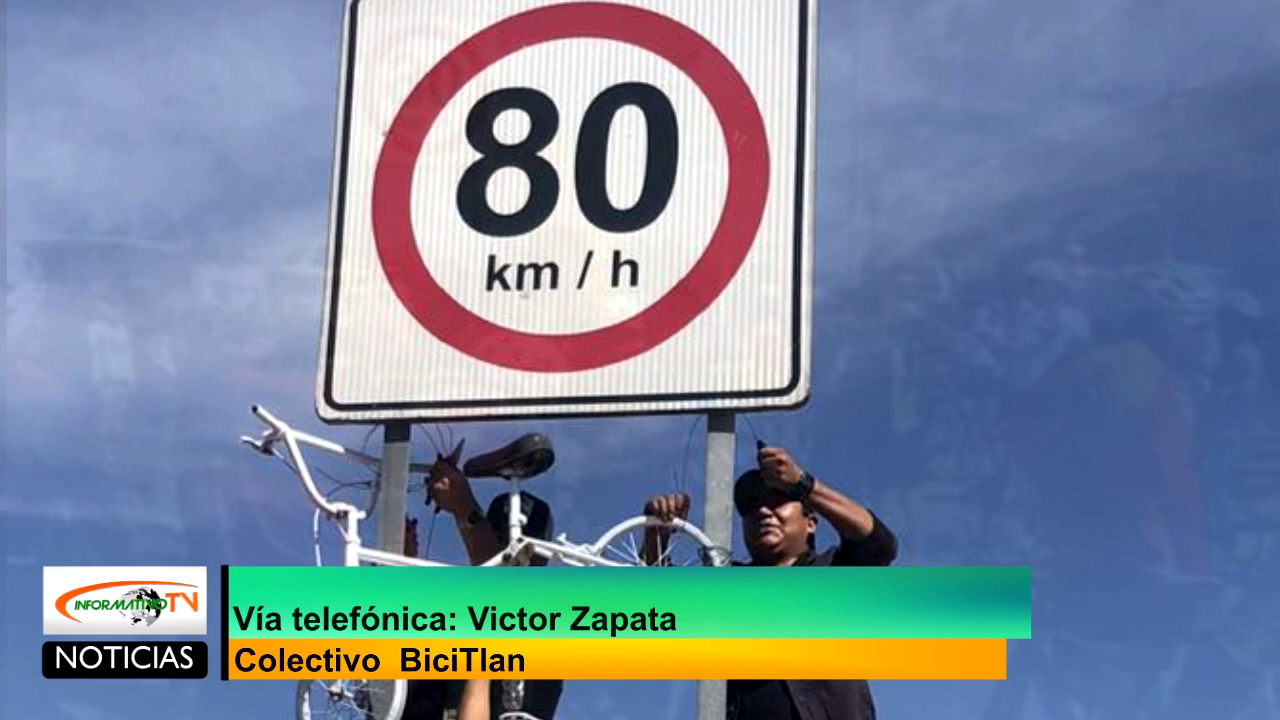 80
km / h
INFORMATIVO TV
NOTICIAS
Vía telefónica: Victor Zapata
Colectivo BiciTlan